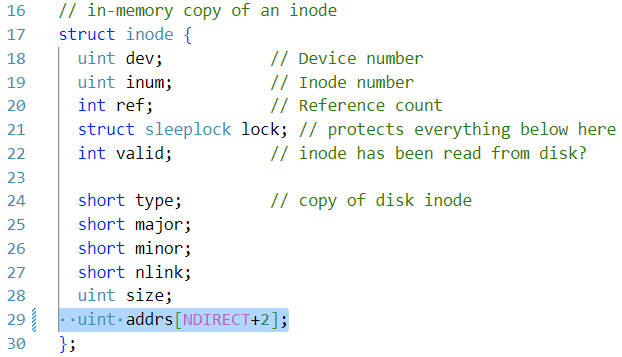 16 // in-memory copy of an inode
17 struct inode {
18 uint dev; // Device number
19 uint inum; // Inode number
20 int ref; // Reference count
21 struct sleeplock lock; // protects everything below here
22 int valid; // inode has been read from disk?
23
24 short type; // copy of disk inode
25 short major;
26 short minor;
27 short nlink;
28 uint size;
29 uint addrs[NDIRECT+2];
30 };